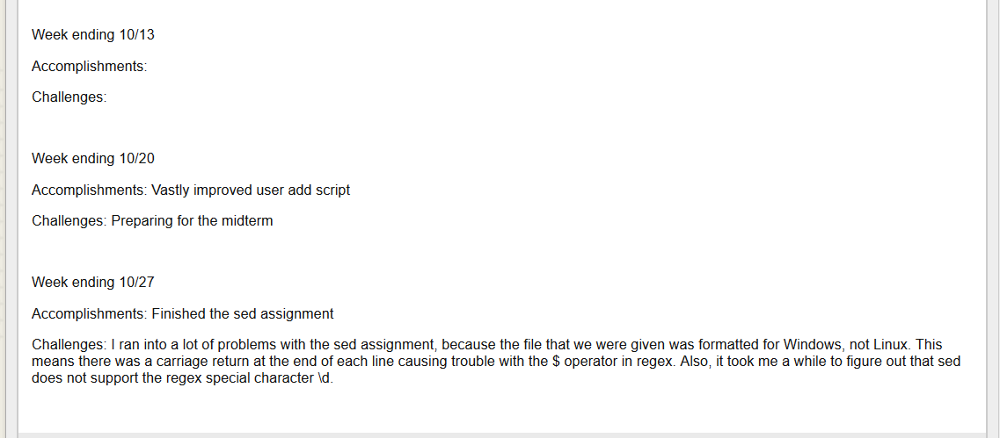 Week ending 10/13
Accomplishments:
Challenges:
Week ending 10/20
Accomplishments: Vastly improved user add script
Challenges: Preparing for the midterm
Week ending 10/27
Accomplishments: Finished the sed assignment
Challenges: I ran into a lot of problems with the sed assignment, because the file that we were given was formatted for Windows, not Linux. This
means there was a carriage return at the end of each line causing trouble with the $ operator in regex. Also, it took me a while to figure out that sed
does not support the regex special character \d.